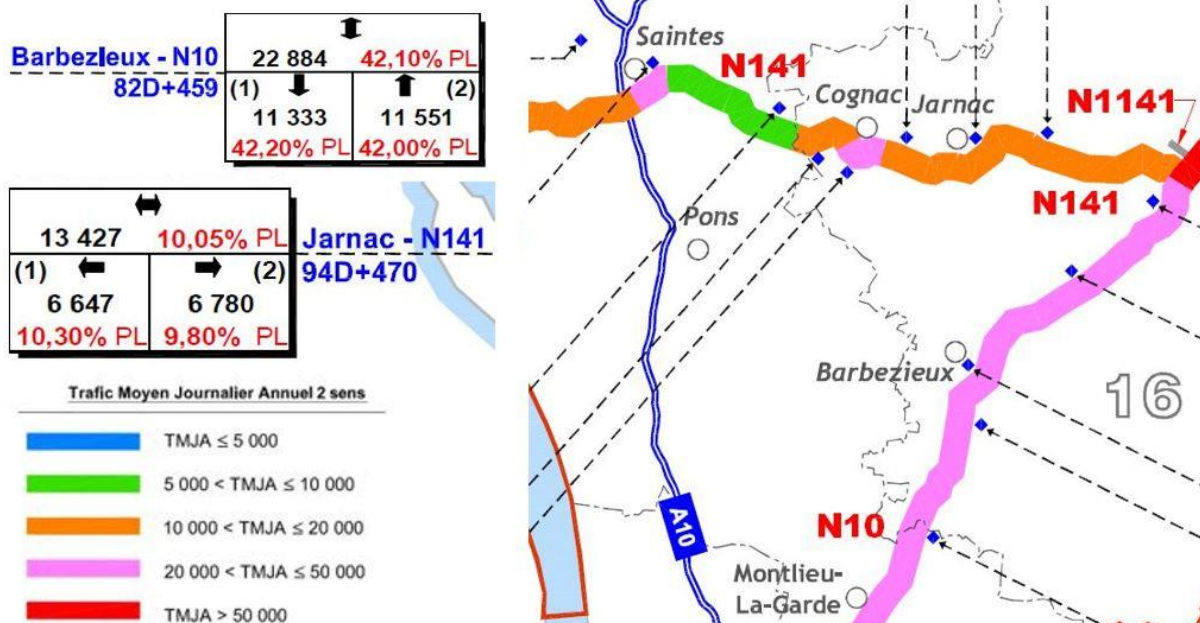 Barbezieux - N10
82D+459
22 884 42,10% PL
(1) (2)
11 333 11 551
42,20% PL 42,00% PL
13 427 10,05% PL
(1) (2)
6 647 6 780
10,30% PL 9,80% PL
Jarnac - N141
94D+470
Trafic Moyen Journalier Annuel 2 sens
TMJA ≤ 5 000
5 000 < TMJA ≤ 10 000
10 000 < TMJA ≤ 20 000
20 000 < TMJA ≤ 50 000
TMJA > 50 000
Saintes
N141
Cognac
Jarnac
N1141
N141
Pons
Barbezieux
16
A10
N10
Montlieu-
La-Garde